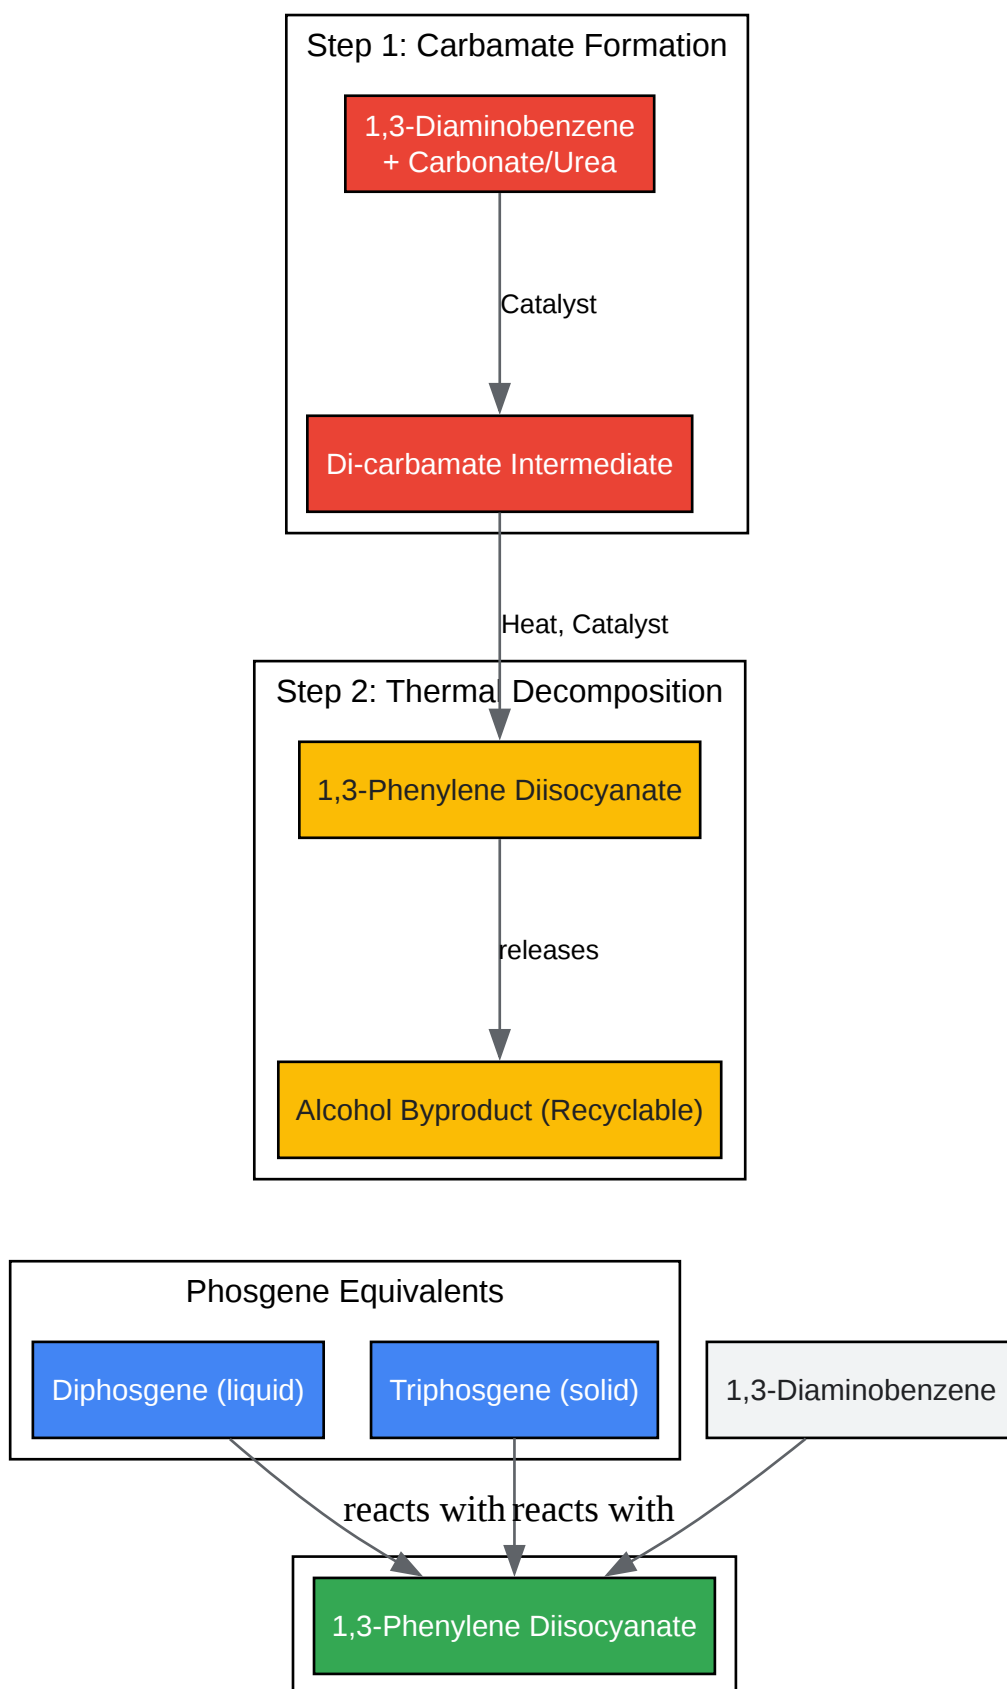 Step 1: Carbamate Formation
1,3-Diaminobenzene
+ Carbonate/Urea
Catalyst
Di-carbamate Intermediate
Heat, Catalyst
Step 2: Thermal Decomposition
1,3-Phenylene Diisocyanate
releases
Alcohol Byproduct (Recyclable)
Phosgene Equivalents
Diphosgene (liquid)
Triphosgene (solid)
1,3-Diaminobenzene
reacts with
reacts with
1,3-Phenylene Diisocyanate